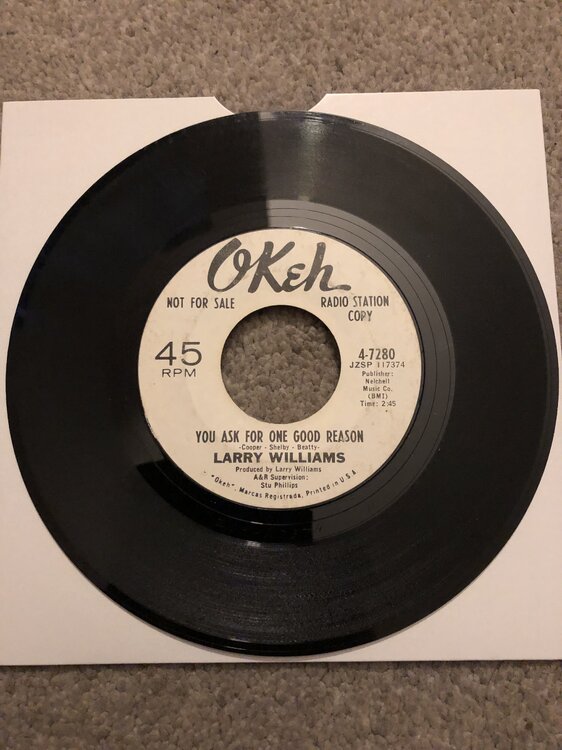 OKeh
NOT FOR SALE
RADIO STATION
COPY
45
RPM
4-7280
JZSP 117374
Publisher:
Nelchell
Music Co.
(BMI)
Time: 2:45
YOU ASK FOR ONE GOOD REASON
-Cooper - Shelby - Beatty-
LARRY WILLIAMS
Produced by Larry Williams
A&R Supervision:
Stu Phillips
"Okeh", Marcas Registrada. Printed in U.S.A.